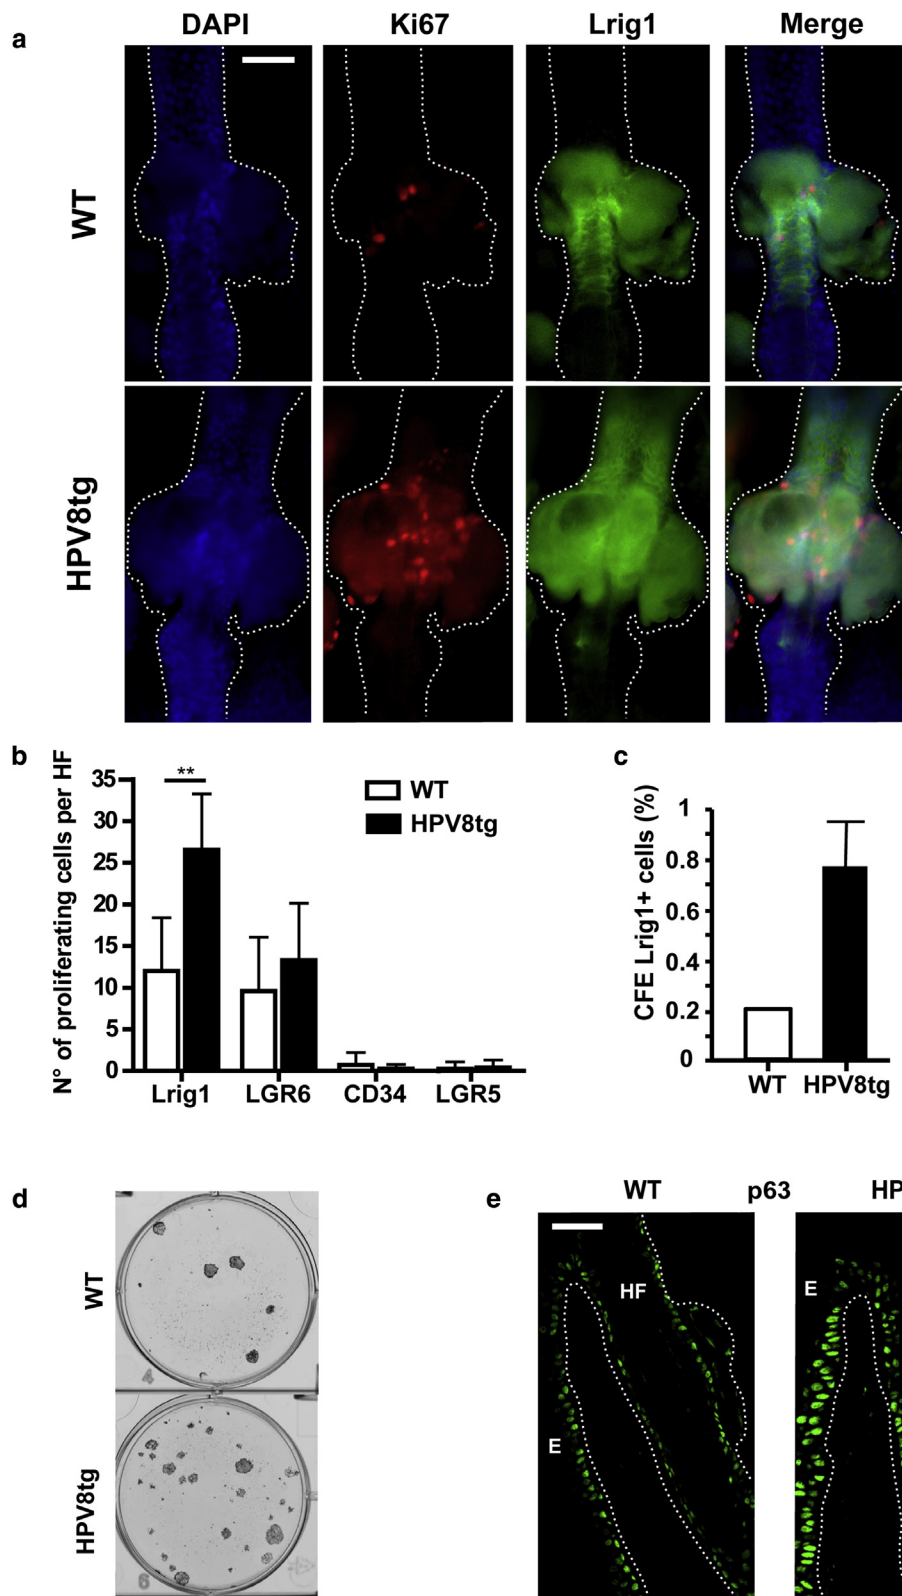 a
DAPI Ki67 Lrig1 Merge
WT
HPV8tg
b
N° of proliferating cells per HF
35
30
25
20
15
10
5
0
**
WT
HPV8tg
Lrig1 LGR6 CD34 LGR5
c
CFE Lrig1+ cells (%)
1
0.8
0.6
0.4
0.2
0
WT HPV8tg
d
WT
HPV8tg
e
WT p63 HP
HF
E
E